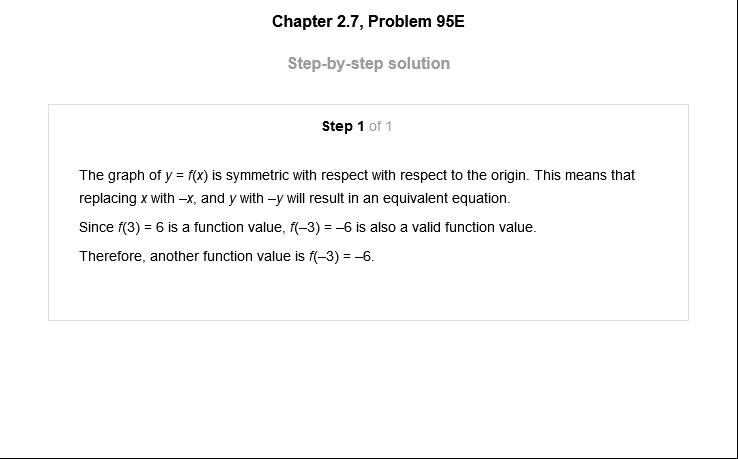 Chapter 2.7, Problem 95E
Step-by-step solution
Step 1 of 1
The graph of y = f(x) is symmetric with respect with respect to the origin. This means that
replacing x with –x, and y with –y will result in an equivalent equation.
Since f(3) = 6 is a function value, f(–3) = –6 is also a valid function value.
Therefore, another function value is f(–3) = –6.